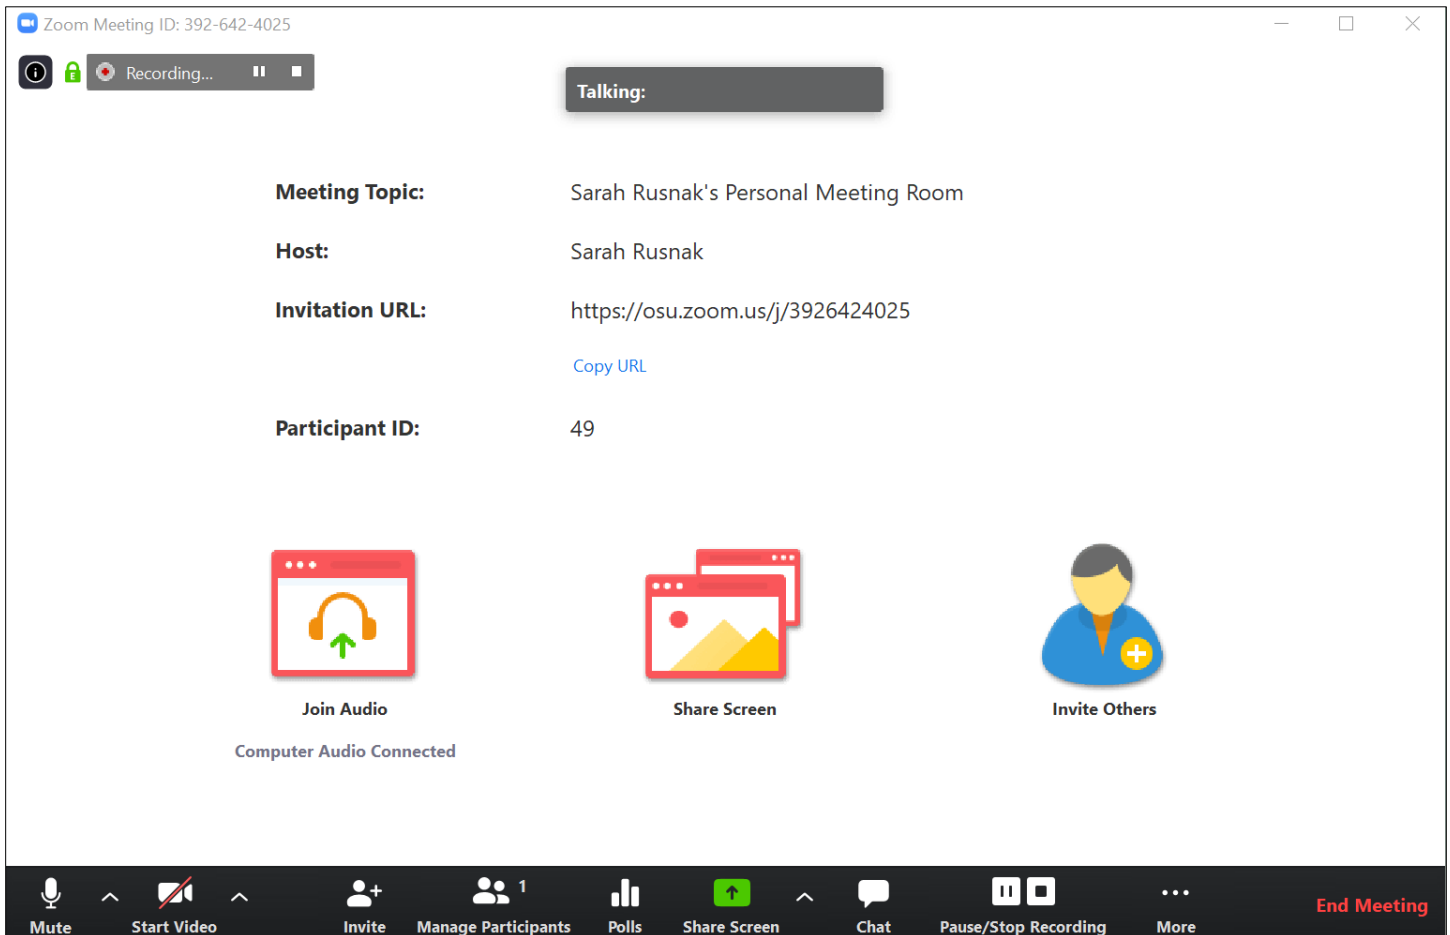 Zoom Meeting ID: 392-642-4025
Recording...
Talking:
Meeting Topic: Sarah Rusnak's Personal Meeting Room
Host: Sarah Rusnak
Invitation URL: https://osu.zoom.us/j/3926424025
Copy URL
Participant ID: 49
Join Audio Share Screen Invite Others
Computer Audio Connected
1
Mute Start Video Invite Manage Participants Polls Share Screen Chat Pause/Stop Recording More End Meeting